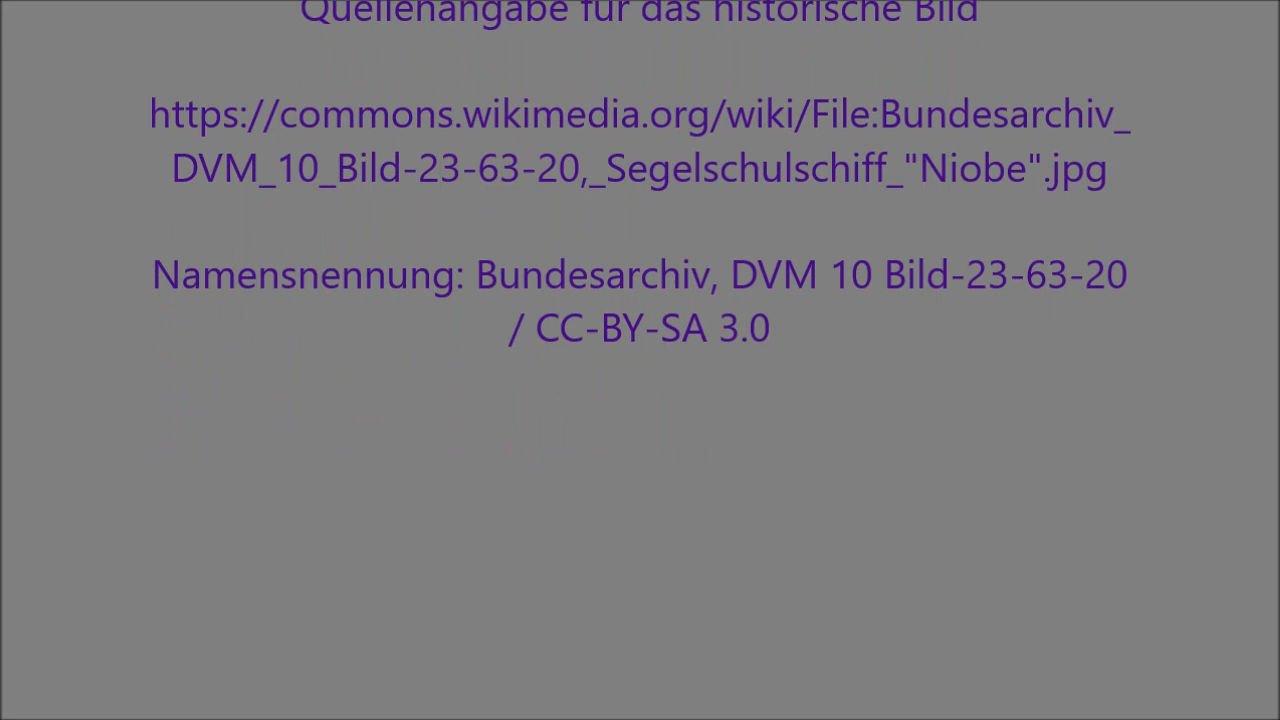 Quellenangabe für das historische Bild
https://commons.wikimedia.org/wiki/File:Bundesarchiv_
DVM_10_Bild-23-63-20,_Segelschulschiff_"Niobe".jpg
Namensnennung: Bundesarchiv, DVM 10 Bild-23-63-20
/ CC-BY-SA 3.0